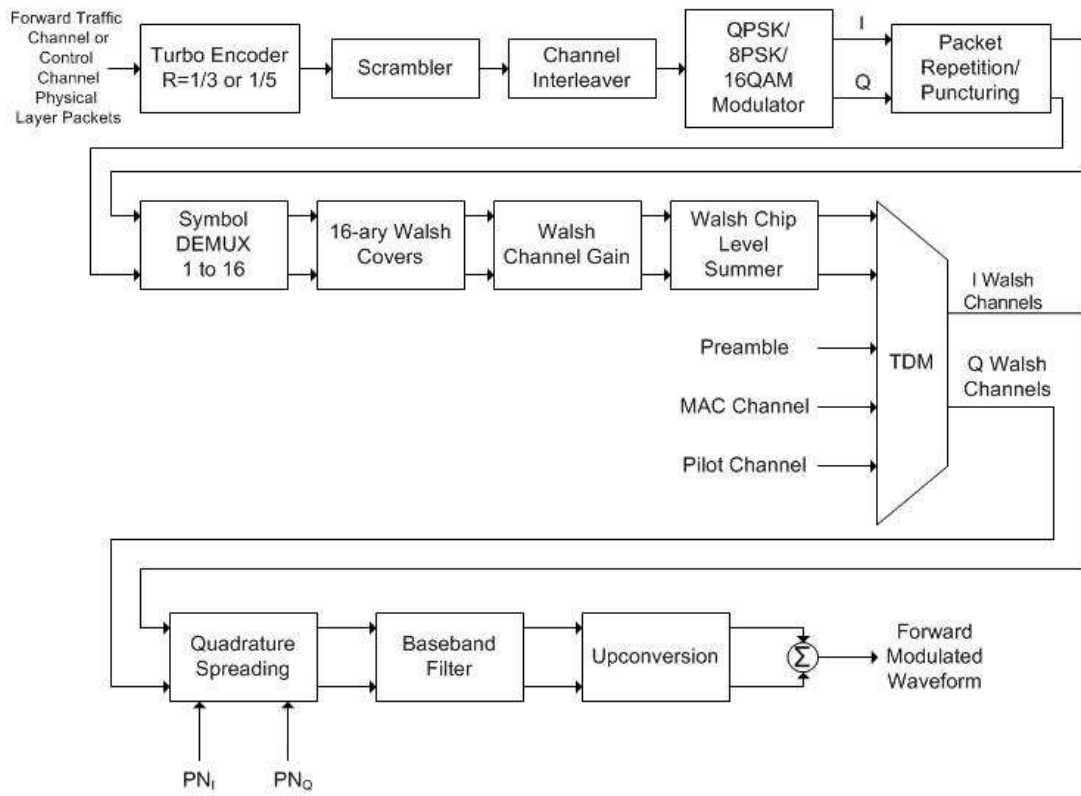 Forward Traffic
Channel or
Control
Channel
Physical
Layer Packets
Turbo Encoder
R=1/3 or 1/5
Scrambler
Channel
Interleaver
QPSK/
8PSK/
16QAM
Modulator
I
Q
Packet
Repetition/
Puncturing
Symbol
DEMUX
1 to 16
16-ary Walsh
Covers
Walsh
Channel Gain
Walsh Chip
Level
Summer
TDM
I Walsh
Channels
Q Walsh
Channels
Preamble
MAC Channel
Pilot Channel
Quadrature
Spreading
Baseband
Filter
Upconversion
Σ
Forward
Modulated
Waveform
PNI
PNQ